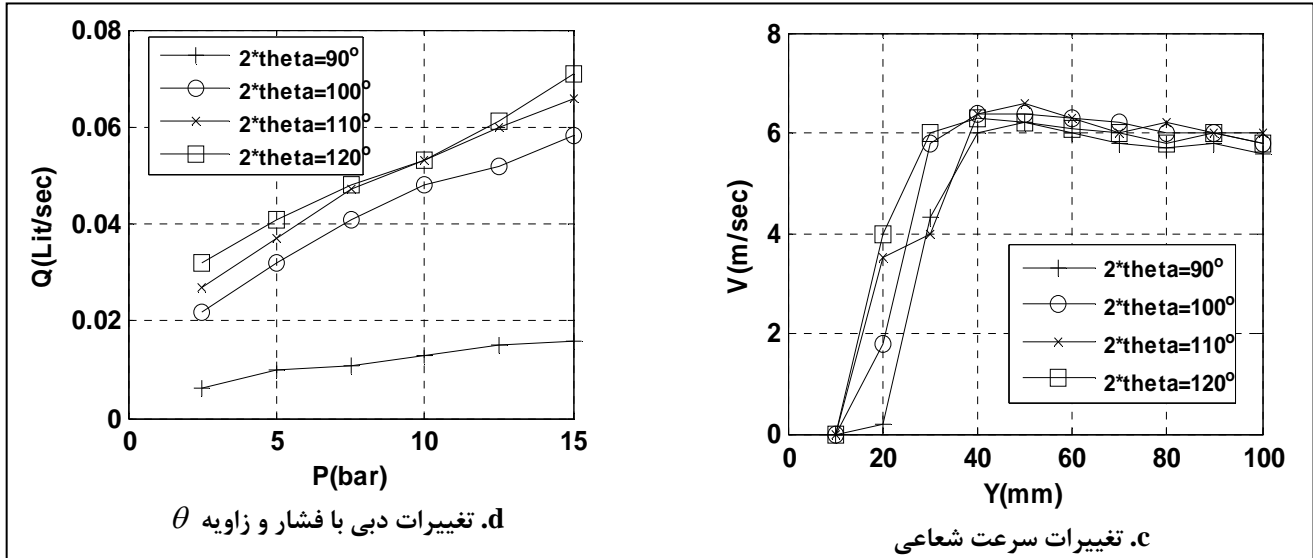 0.08
0.06
0.04
0.02
0
Q(Lit/sec)
2*theta=90°
2*theta=100°
2*theta=110°
2*theta=120°
0 5 10 15
P(bar)
d. تغییرات دبی با فشار و زاویه θ
8
6
4
2
0
V(m/sec)
2*theta=90°
2*theta=100°
2*theta=110°
2*theta=120°
0 20 40 60 80 100
Y(mm)
c. تغییرات سرعت شعاعی